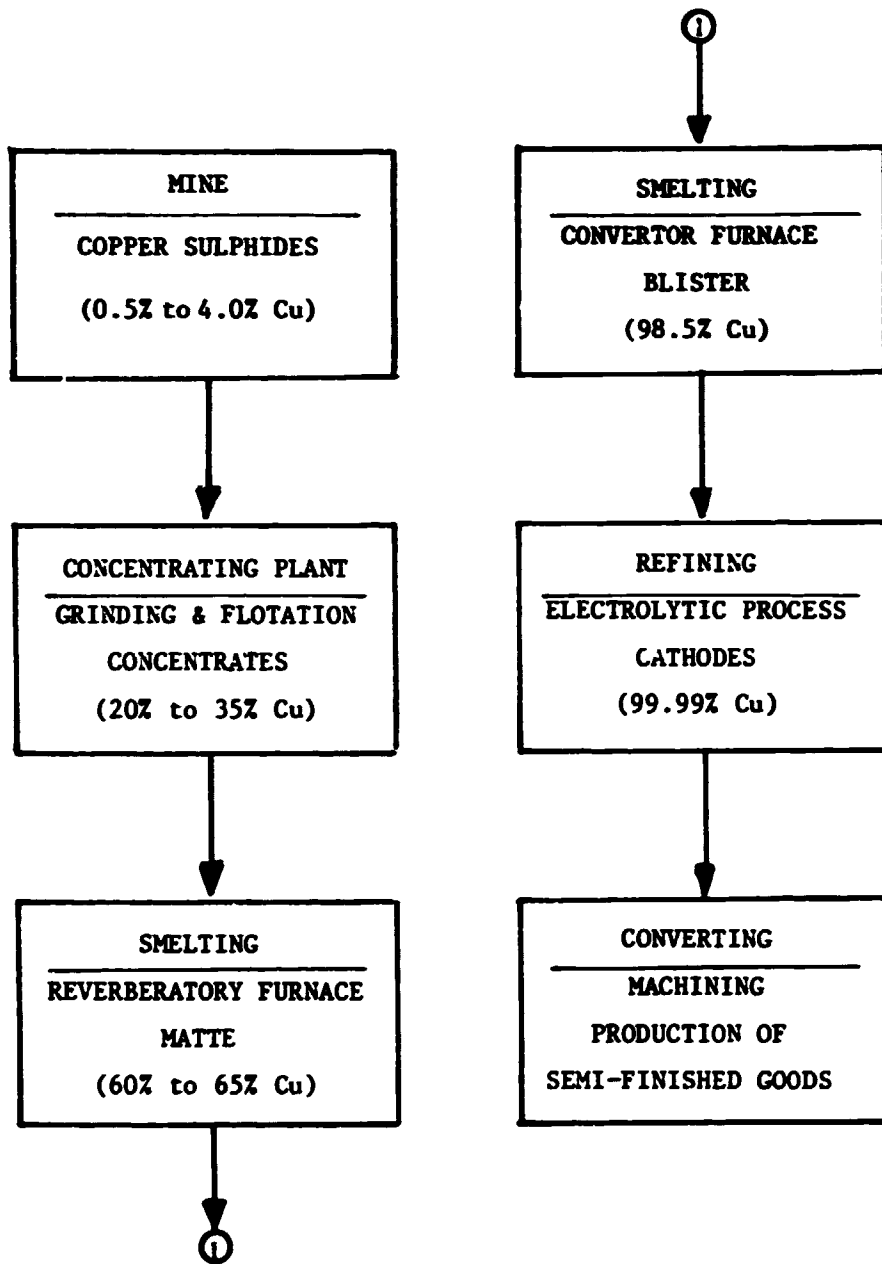 MINE
COPPER SULPHIDES
(0.5% to 4.0% Cu)
CONCENTRATING PLANT
GRINDING & FLOTATION
CONCENTRATES
(20% to 35% Cu)
SMELTING
REVERBERATORY FURNACE
MATTE
(60% to 65% Cu)
1
1
SMELTING
CONVERTOR FURNACE
BLISTER
(98.5% Cu)
REFINING
ELECTROLYTIC PROCESS
CATHODES
(99.99% Cu)
CONVERTING
MACHINING
PRODUCTION OF
SEMI-FINISHED GOODS